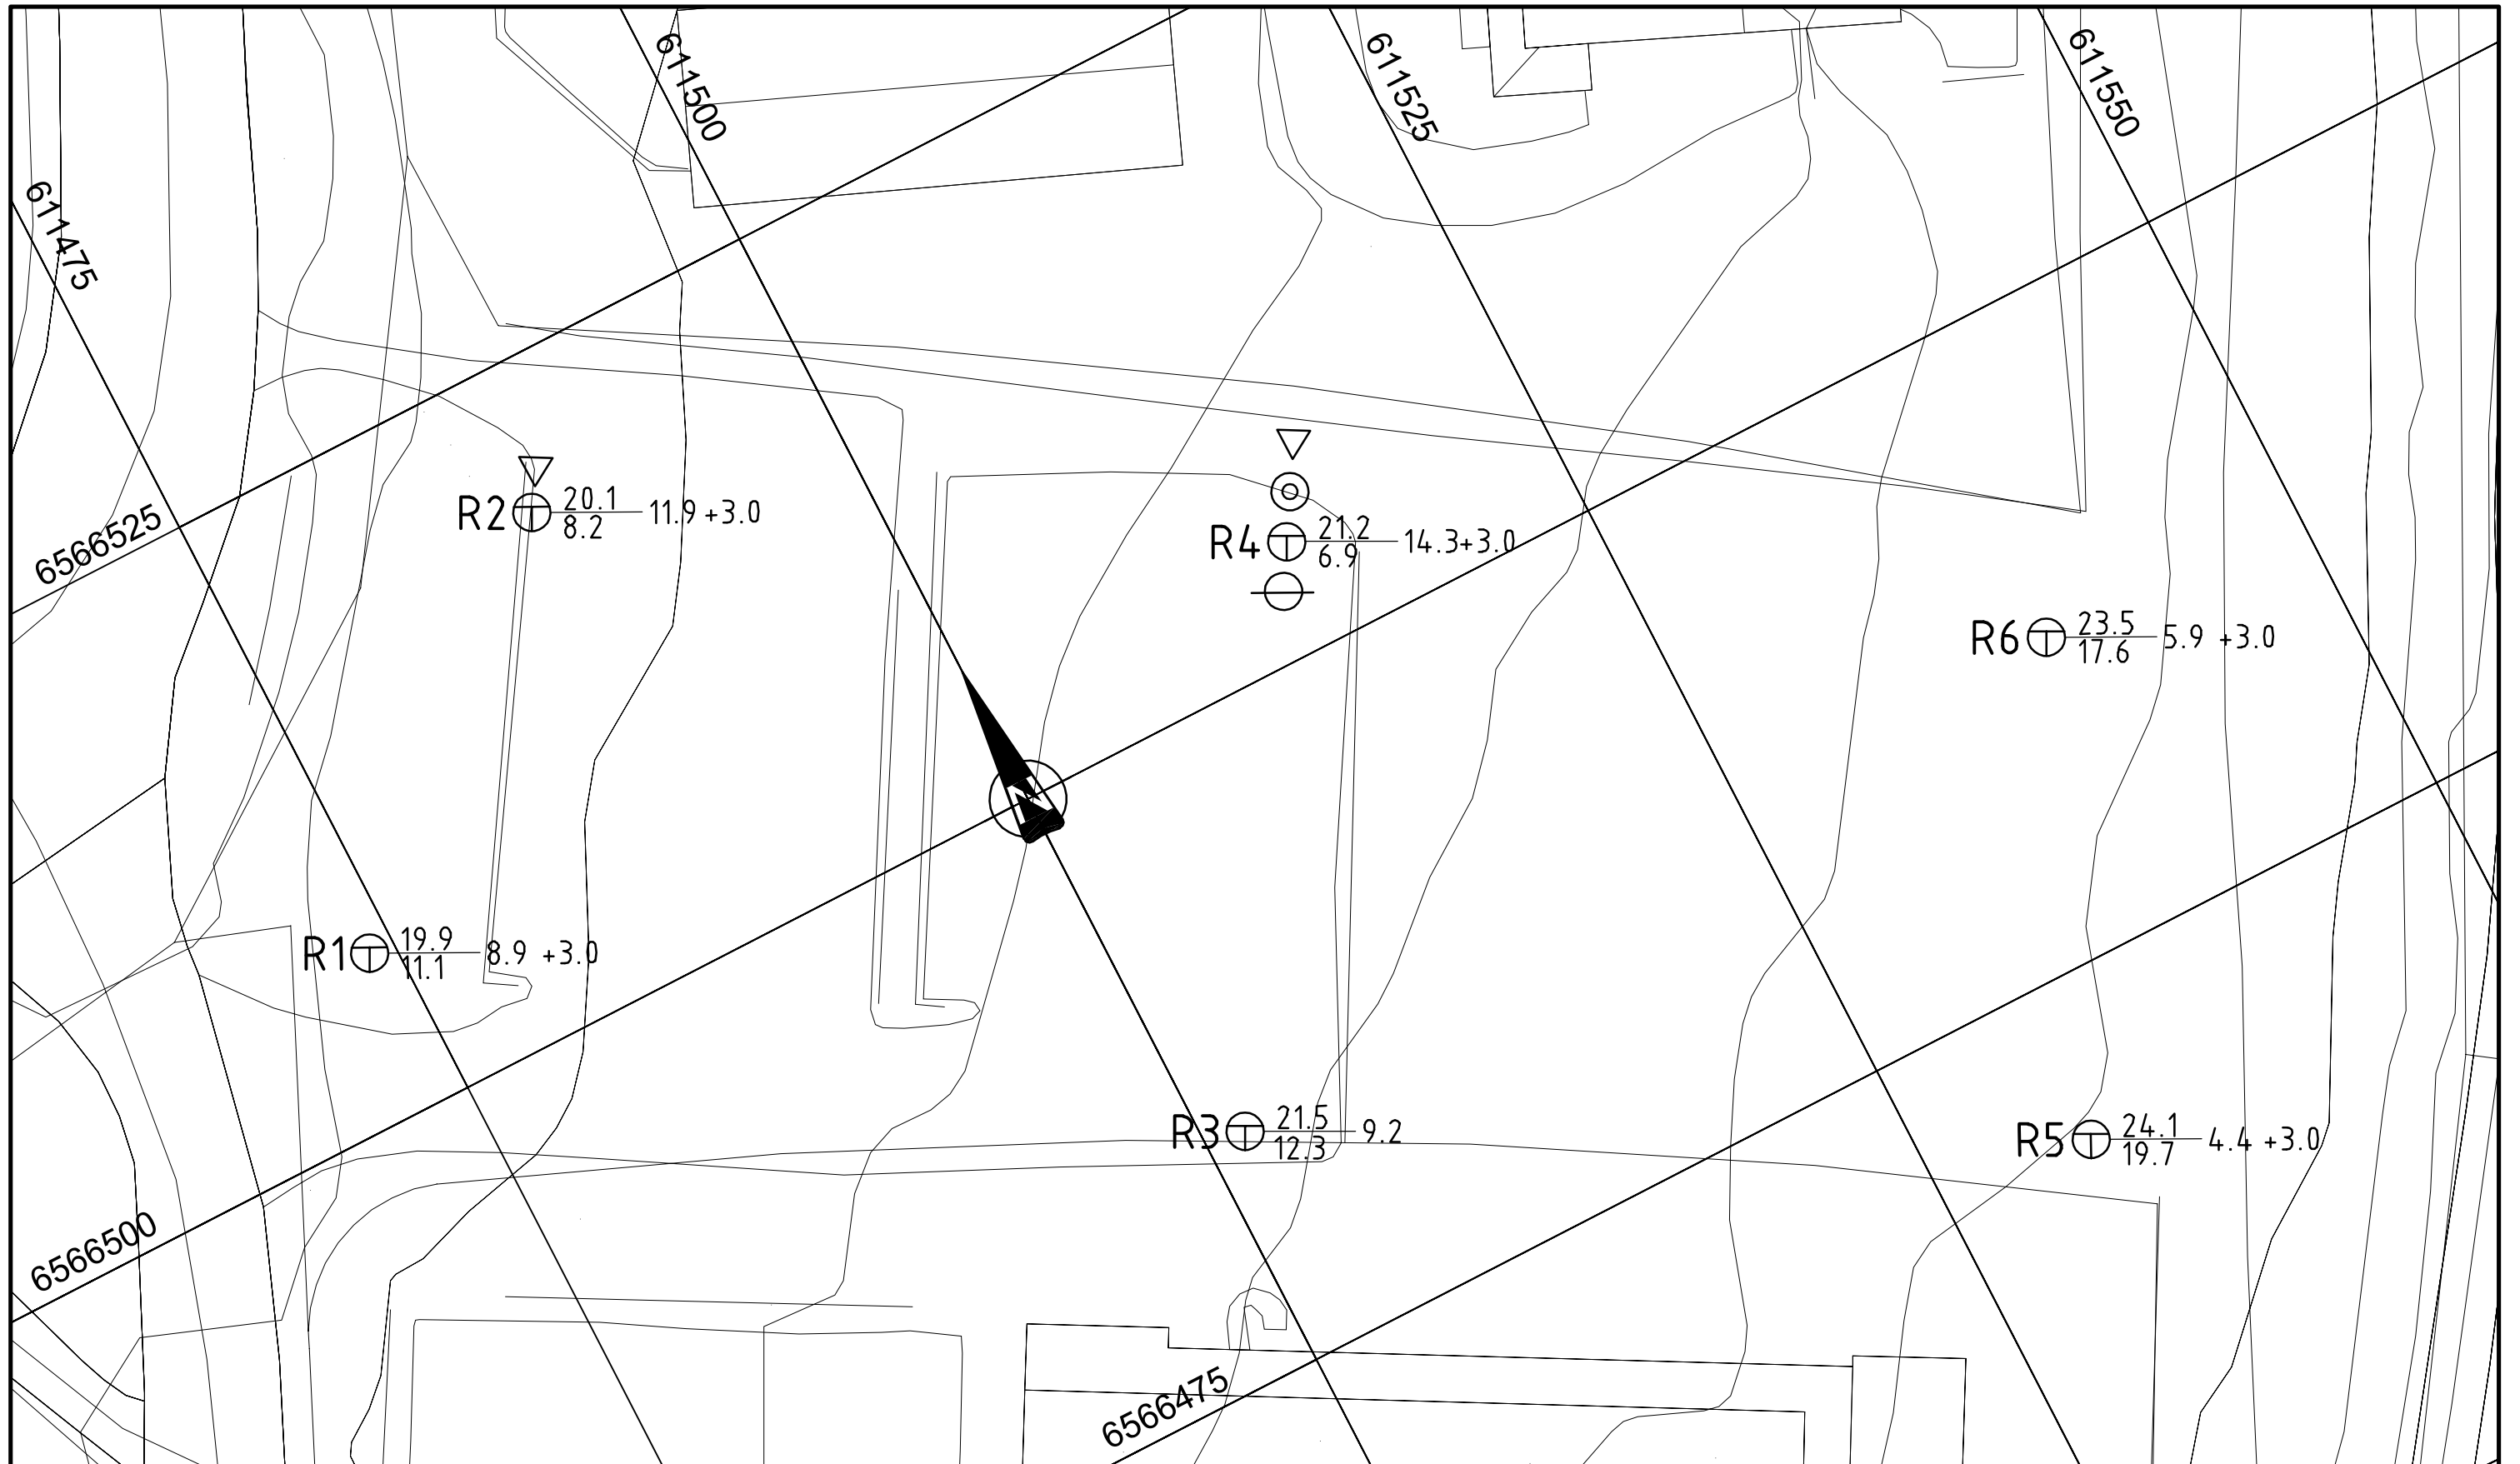 611500
611525
611550
611475
6566525
R2 20.1 11.9 +3.0
8.2
R4 21.2 14.3+3.0
6.9
R6 23.5 5.9 +3.0
17.6
N
R1 19.9 8.9 +3.0
11.1
R3 21.5 9.2
12.3
R5 24.1 4.4 +3.0
19.7
6566500
6566475